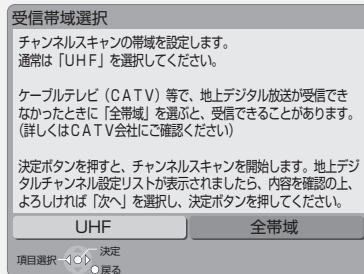 受信帯域選択
チャンネルスキャンの帯域を設定します。
通常は「UHF」を選択してください。
ケーブルテレビ（CATV）等で、地上デジタル放送が受信でき
なかったときに「全帯域」を選ぶと、受信できることがあります。
（詳しくはCATV会社にご確認ください）
決定ボタンを押すと、チャンネルスキャンを開始します。地上デジ
タルチャンネル設定リストが表示されましたら、内容を確認の上、
よろしければ「次へ」を選択し、決定ボタンを押してください。
UHF 全帯域
項目選択 決定
戻る